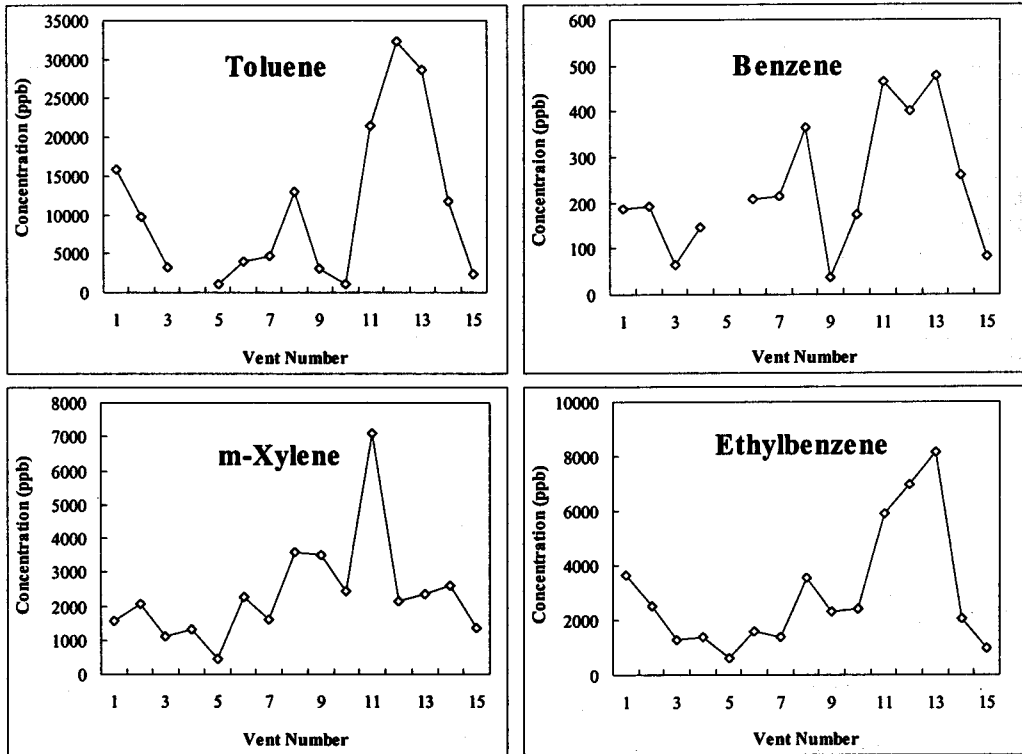 Toluene
Concentration (ppb)
35000
30000
25000
20000
15000
10000
5000
0
1 3 5 7 9 11 13 15
Vent Number
Benzene
Concentraion (ppb)
600
500
400
300
200
100
0
1 3 5 7 9 11 13 15
Vent Number
m-Xylene
Concentration (ppb)
8000
7000
6000
5000
4000
3000
2000
1000
0
1 3 5 7 9 11 13 15
Vent Number
Ethylbenzene
Concentration (ppb)
10000
8000
6000
4000
2000
0
1 3 5 7 9 11 13 15
Vent Number